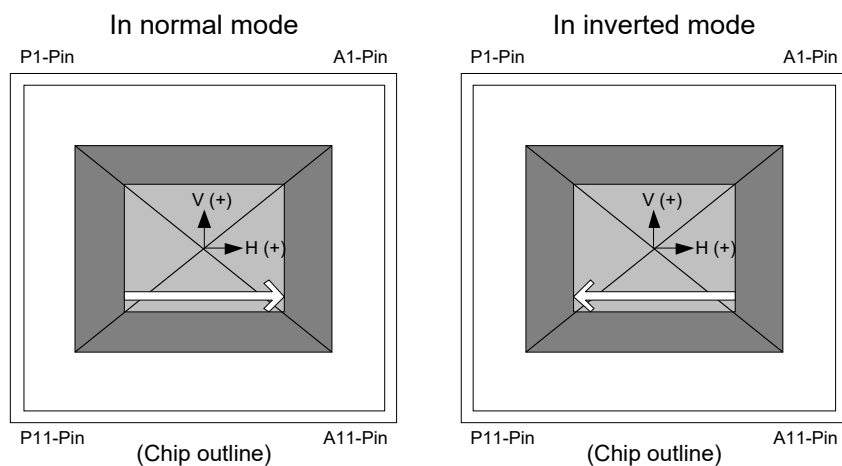 In normal mode
In inverted mode
P1-Pin
A1-Pin
P1-Pin
A1-Pin
V (+)
H (+)
V (+)
H (+)
P11-Pin
A11-Pin
P11-Pin
A11-Pin
(Chip outline)
(Chip outline)